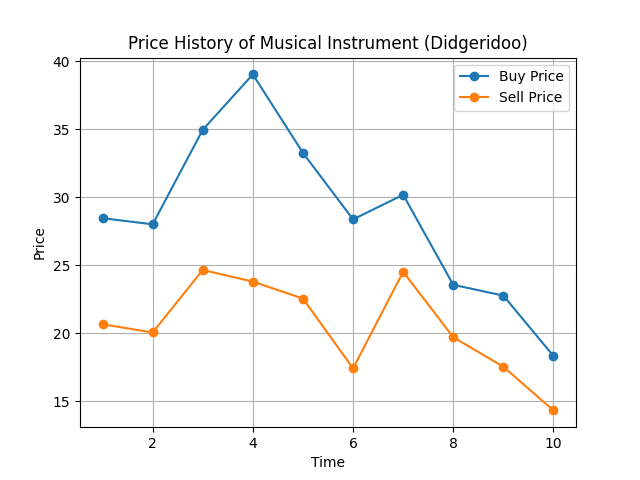 Price History of Musical Instrument (Didgeridoo)
Buy Price
Sell Price
40
35
30
25
20
15
Price
2 4 6 8 10
Time